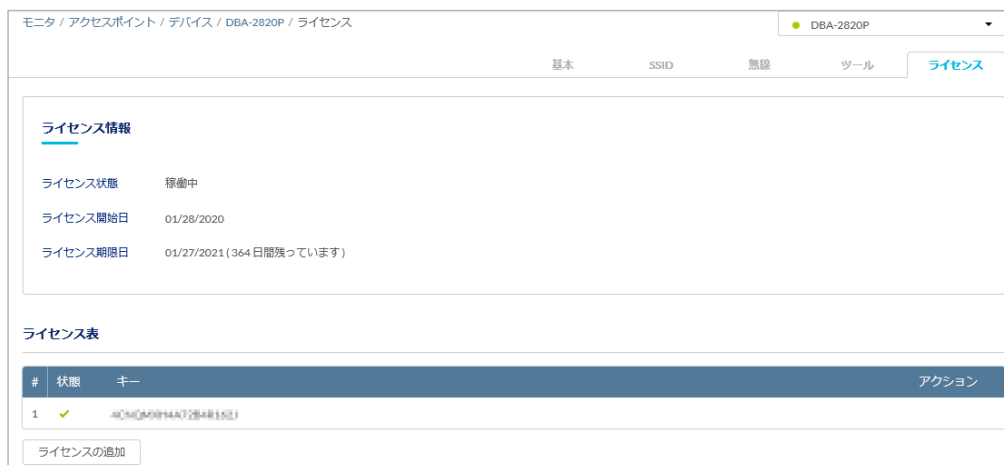 モニタ / アクセスポイント / デバイス / DBA-2820P / ライセンス
DBA-2820P
基本 SSID 無線 ツール ライセンス
ライセンス情報
ライセンス状態 稼働中
ライセンス開始日 01/28/2020
ライセンス期限日 01/27/2021 ( 364 日間残っています )
ライセンス表
# 状態 キー アクション
1
ライセンスの追加